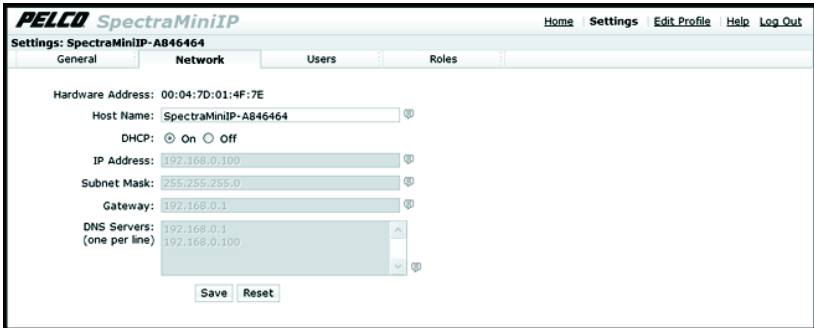 PELCO SpectraMiniIP
Home Settings Edit Profile Help Log Out
Settings: SpectraMiniIP-A846464
General Network Users Roles
Hardware Address: 00:04:7D:01:4F:7E
Host Name: SpectraMiniIP-A846464
DHCP: On Off
IP Address: 192.168.0.100
Subnet Mask: 255.255.255.0
Gateway: 192.168.0.1
DNS Servers: 192.168.0.1
(one per line) 192.168.0.100
Save Reset